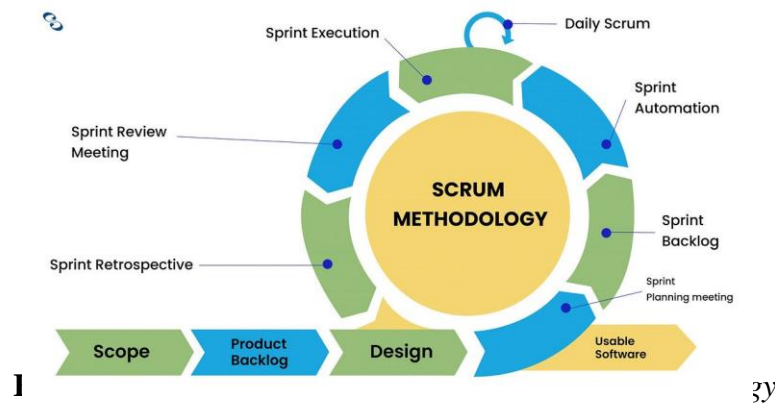 Daily Scrum
Sprint Execution
Sprint
Automation
Sprint Review
Meeting
SCRUM
METHODOLOGY
Sprint
Backlog
Sprint Retrospective
Sprint
Planning meeting
Scope
Product
Backlog
Design
Usable
Software
gy